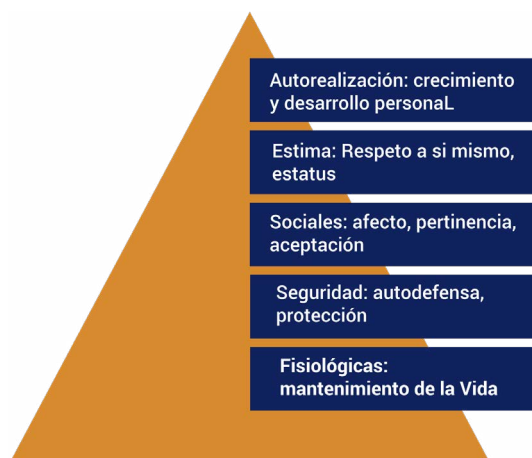 Autorealización: crecimiento
y desarrollo personaL
Estima: Respeto a si mismo,
estatus
Sociales: afecto, pertinencia,
aceptación
Seguridad: autodefensa,
protección
Fisiológicas:
mantenimiento de la Vida